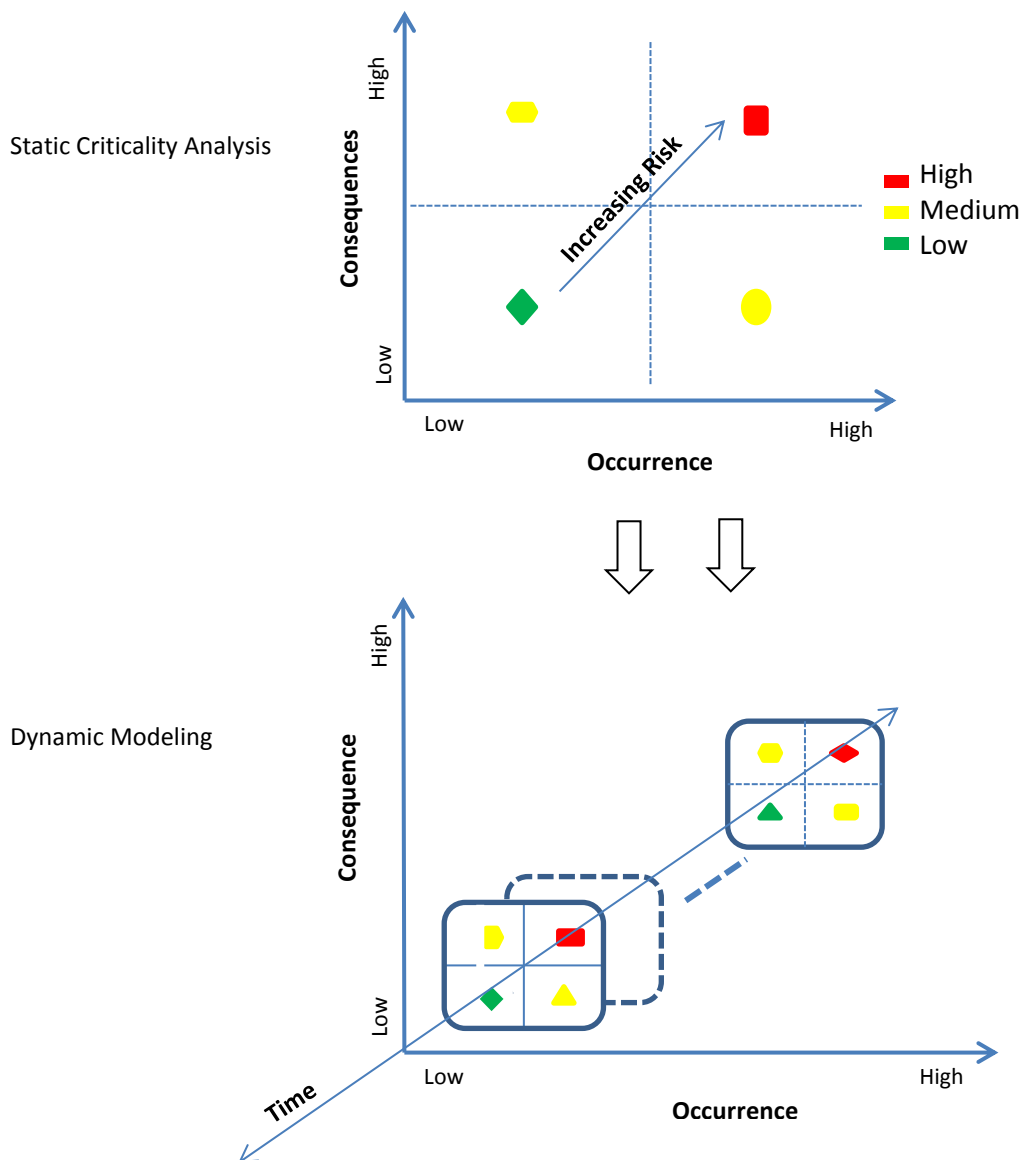 High
Static Criticality Analysis
Consequences
Increasing Risk
High
Medium
Low
Low
Low
High
Occurrence
High
Dynamic Modeling
Consequence
Low
Low
High
Time
Occurrence